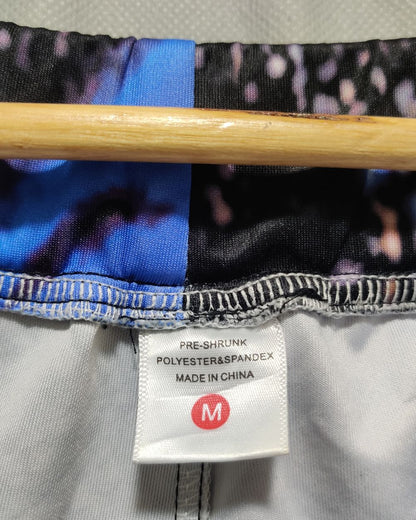 PRE-SHRUNK
POLYESTER&SPANDEX
MADE IN CHINA
M